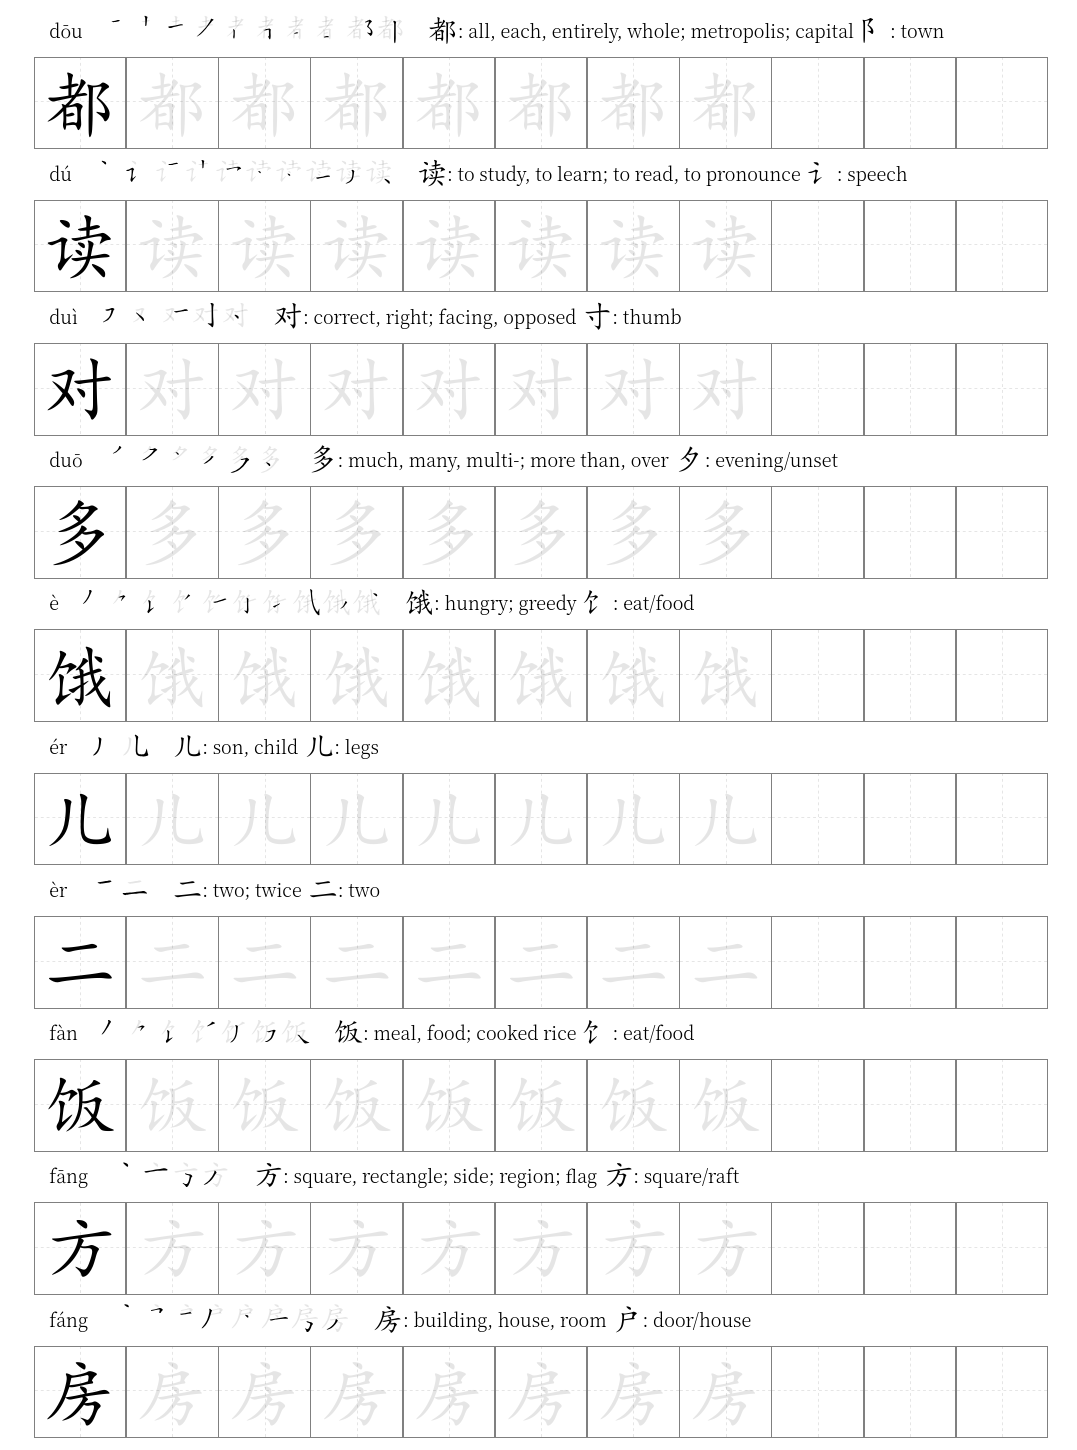 dōu 都: all, each, entirely, whole; metropolis; capital 阝: town
都 都 都 都 都 都 都 都
dú 读: to study, to learn; to read, to pronounce 讠: speech
读 读 读 读 读 读 读 读
duì 对: correct, right; facing, opposed 寸: thumb
对 对 对 对 对 对 对 对
duō 多: much, many, multi-; more than, over 夕: evening/unset
多 多 多 多 多 多 多 多
è 饿: hungry; greedy 饣: eat/food
饿 饿 饿 饿 饿 饿 饿 饿
ér 儿: son, child 儿: legs
儿 儿 儿 儿 儿 儿 儿 儿
èr 二: two; twice 二: two
二 二 二 二 二 二 二 二
fàn 饭: meal, food; cooked rice 饣: eat/food
饭 饭 饭 饭 饭 饭 饭 饭
fāng 方: square, rectangle; side; region; flag 方: square/raft
方 方 方 方 方 方 方 方
fáng 房: building, house, room 户: door/house
房 房 房 房 房 房 房 房